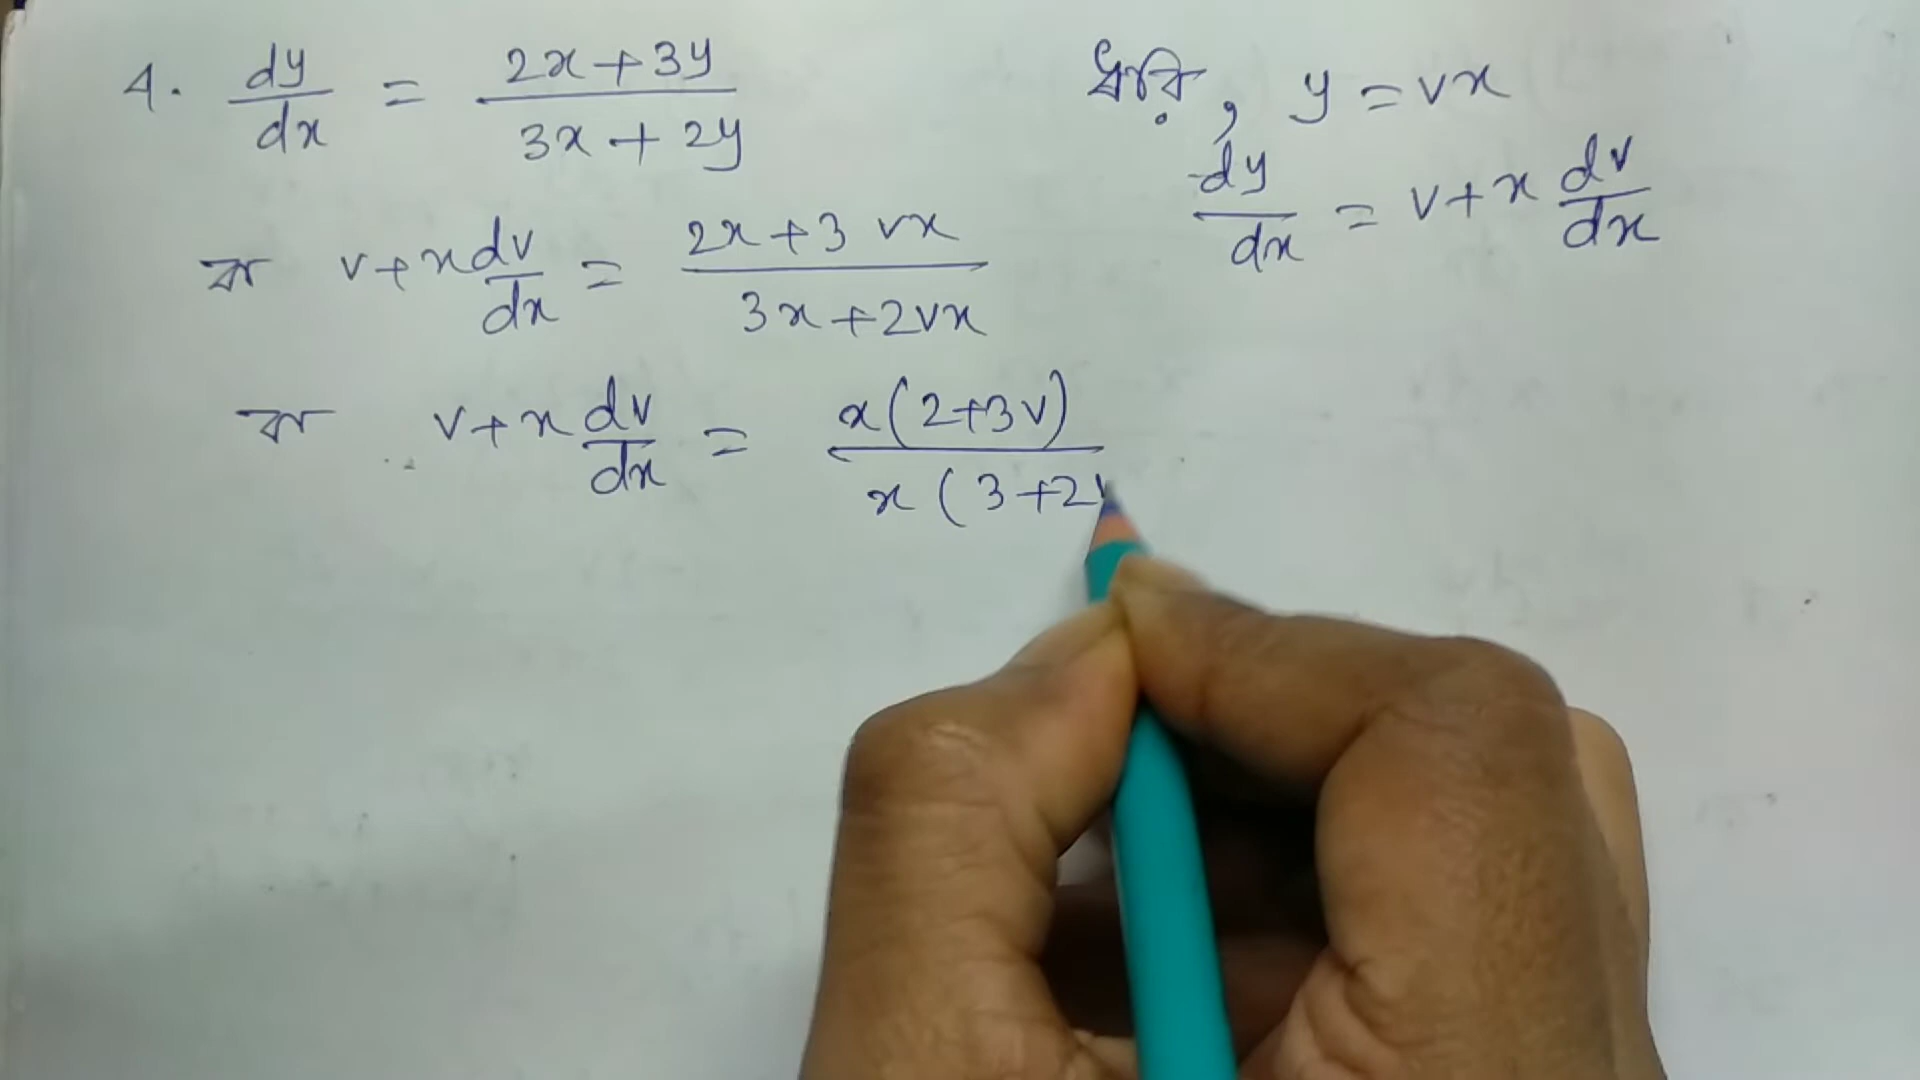 4. dy/dx = (2x+3y)/(3x+2y)
ধরি, y = vx
dy/dx = v+x dv/dx
বা v+x dv/dx = (2x+3vx)/(3x+2vx)
বা v+x dv/dx = x(2+3v)/x(3+2v